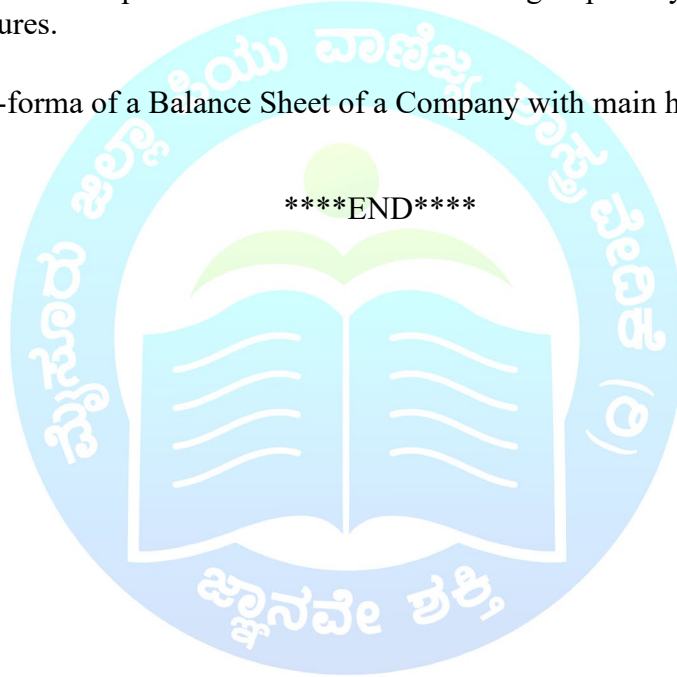 ures.
-forma of a Balance Sheet of a Company with main h
****END****
ಮೈಸೂರು ಜಿಲ್ಲಾ ಪಿಯು ವಾಣಿಜ್ಯ ಶಾಸ್ತ್ರ ವೇದಿಕೆ (ರಿ)
ಜ್ಞಾನವೇ ಶಕ್ತಿ